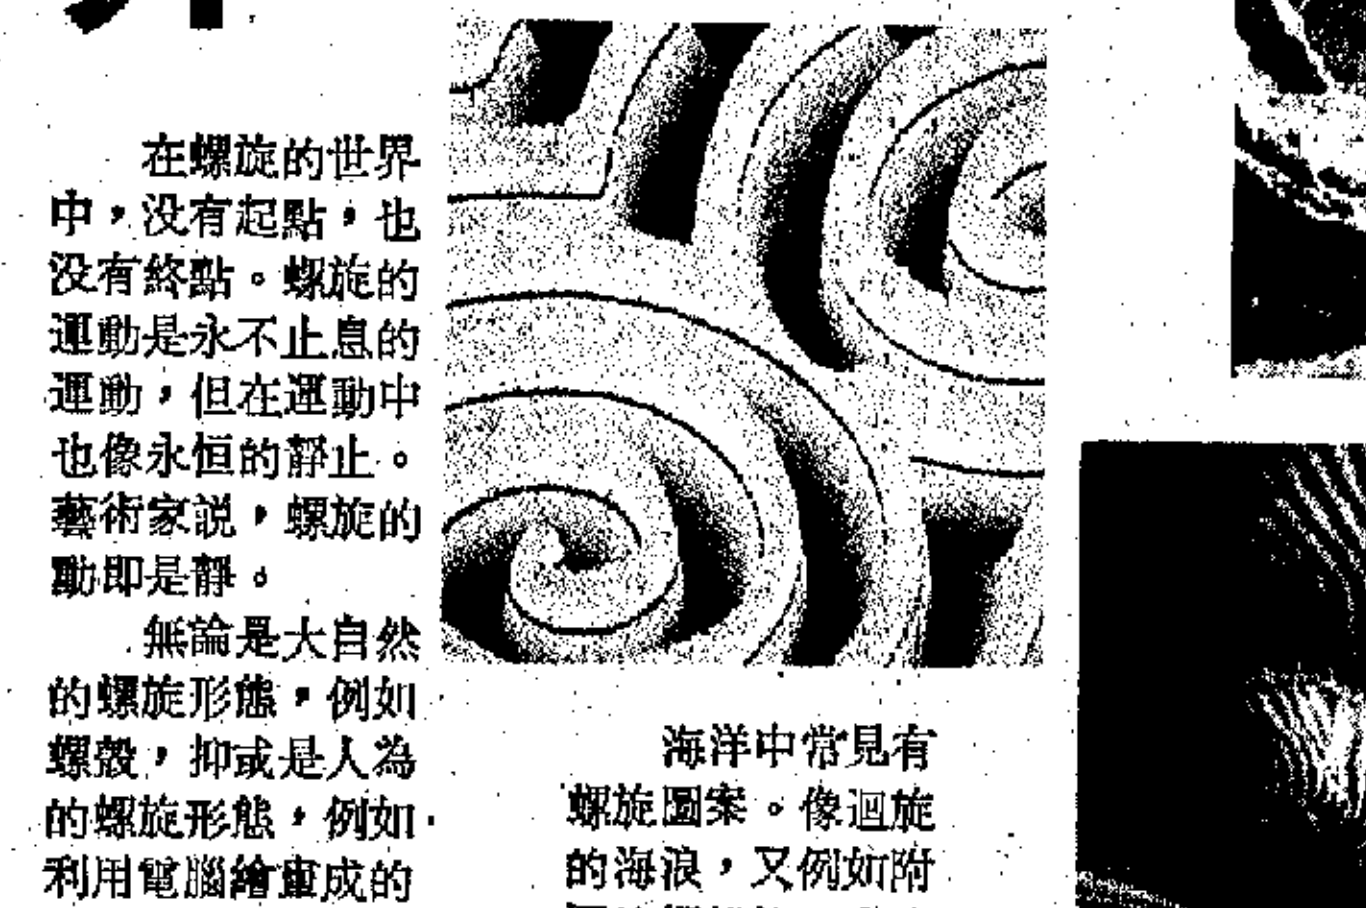 在螺旋的世界
中，没有起點，也
没有終點。螺旋的
運動是永不止息的
運動，但在運動中
也像永恒的靜止。
藝術家説，螺旋的
動即是靜。
無論是大自然
的螺旋形態，例如
螺殼，抑或是人為
的螺旋形態，例如
利用電腦繪畫成的
海洋中常見有
螺旋圖案。像迴旋
的海浪，又例如附